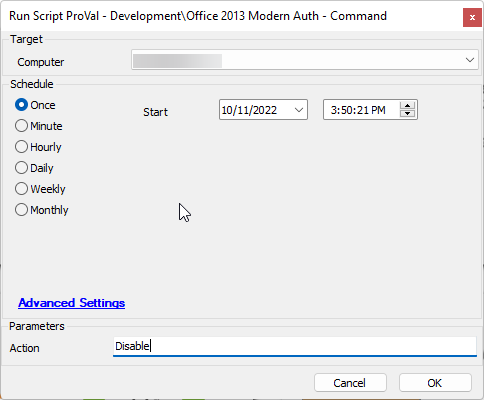 Run Script ProVal - Development\Office 2013 Modern Auth - Command
x
Target
Computer
Schedule
Once
Start
10/11/2022
3:50:21 PM
Minute
Hourly
Daily
Weekly
Monthly
Advanced Settings
Parameters
Action
Disable
Cancel
OK